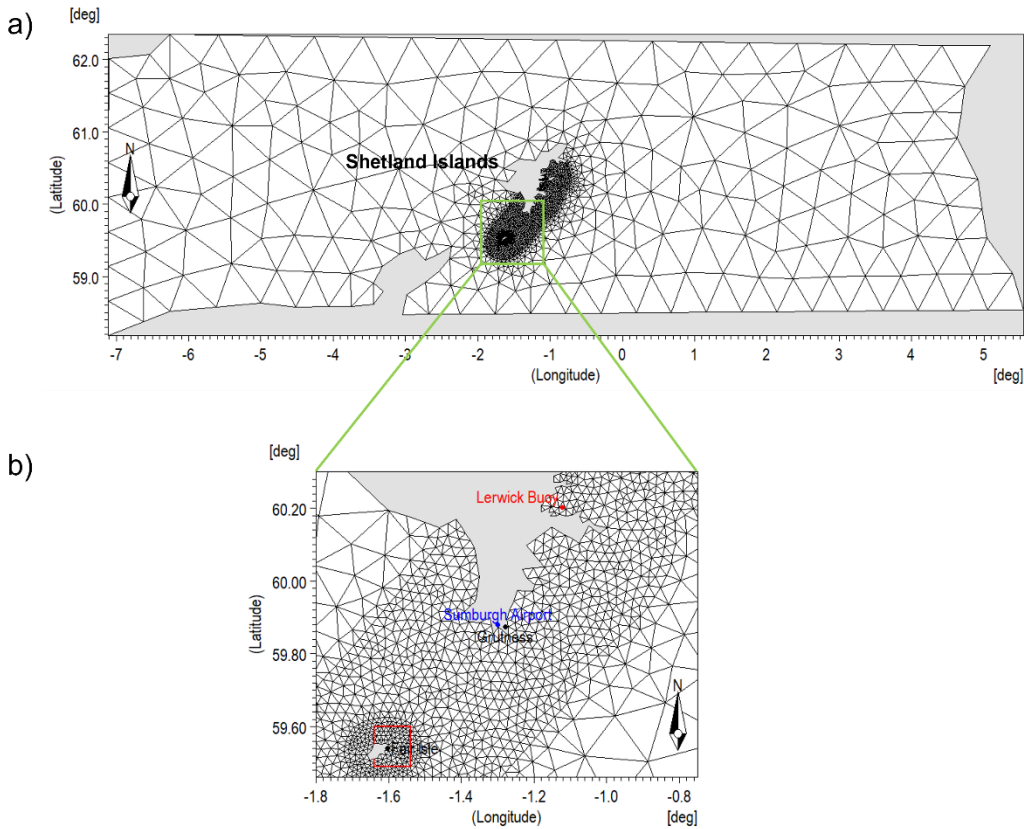 a)
[deg]
62.0
61.0
60.0
59.0
(Latitude)
N
Shetland Islands
-7 -6 -5 -4 -3 -2 -1 0 1 2 3 4 5
(Longitude)
[deg]
b)
[deg]
60.20
60.00
59.80
59.60
(Latitude)
Lerwick Buoy
Sumburgh Airport
Grutness
N
Fair Isle
-1.8 -1.6 -1.4 -1.2 -1.0 -0.8
(Longitude)
[deg]